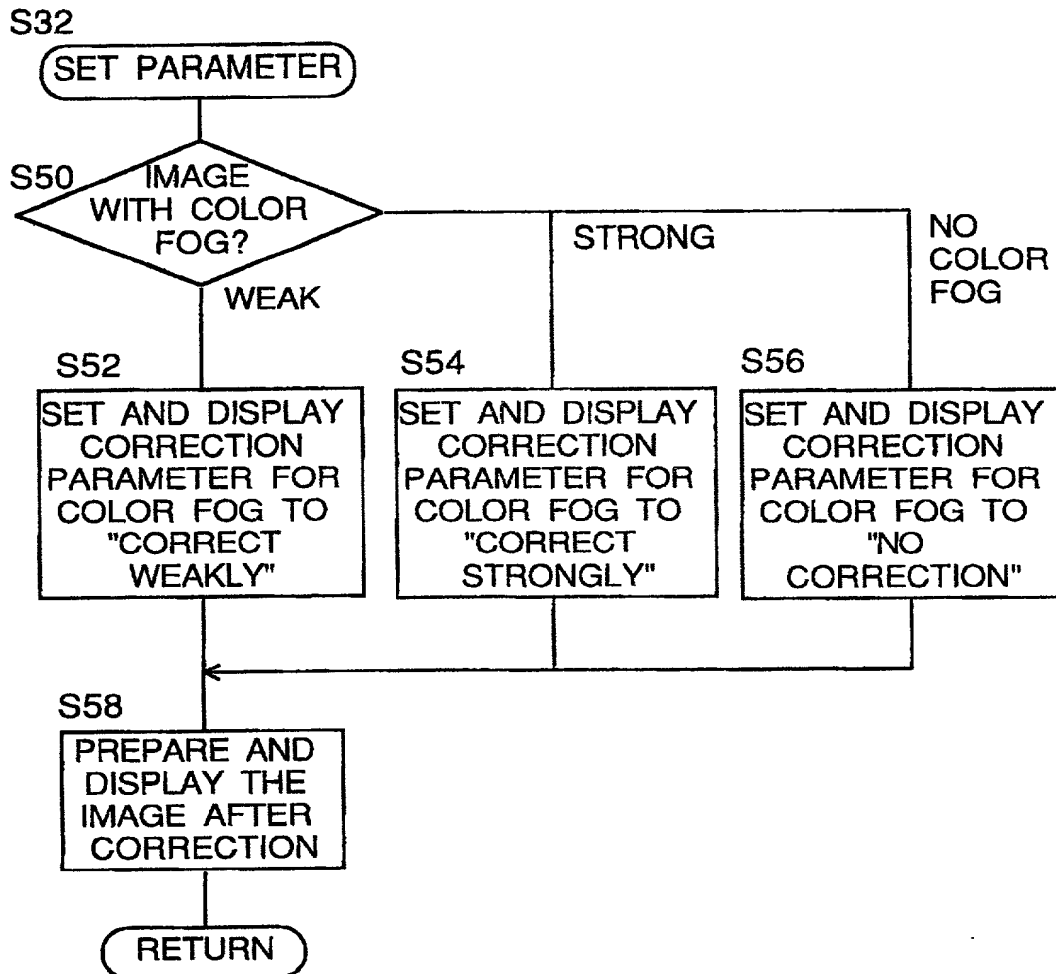 S32
SET PARAMETER
S50
IMAGE
WITH COLOR
FOG?
WEAK
STRONG
NO
COLOR
FOG
S52
SET AND DISPLAY
CORRECTION
PARAMETER FOR
COLOR FOG TO
"CORRECT
WEAKLY"
S54
SET AND DISPLAY
CORRECTION
PARAMETER FOR
COLOR FOG TO
"CORRECT
STRONGLY"
S56
SET AND DISPLAY
CORRECTION
PARAMETER FOR
COLOR FOG TO
"NO
CORRECTION"
S58
PREPARE AND
DISPLAY THE
IMAGE AFTER
CORRECTION
RETURN